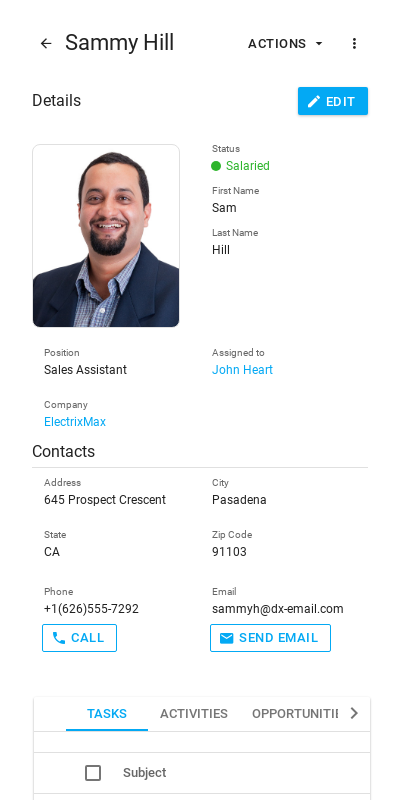 Sammy Hill
ACTIONS
Details
EDIT
Status
Salaried
First Name
Sam
Last Name
Hill
Position
Sales Assistant
Assigned to
John Heart
Company
ElectrixMax
Contacts
Address
645 Prospect Crescent
City
Pasadena
State
CA
Zip Code
91103
Phone
+1(626)555-7292
CALL
Email
sammyh@dx-email.com
SEND EMAIL
TASKS ACTIVITIES OPPORTUNITII
Subject